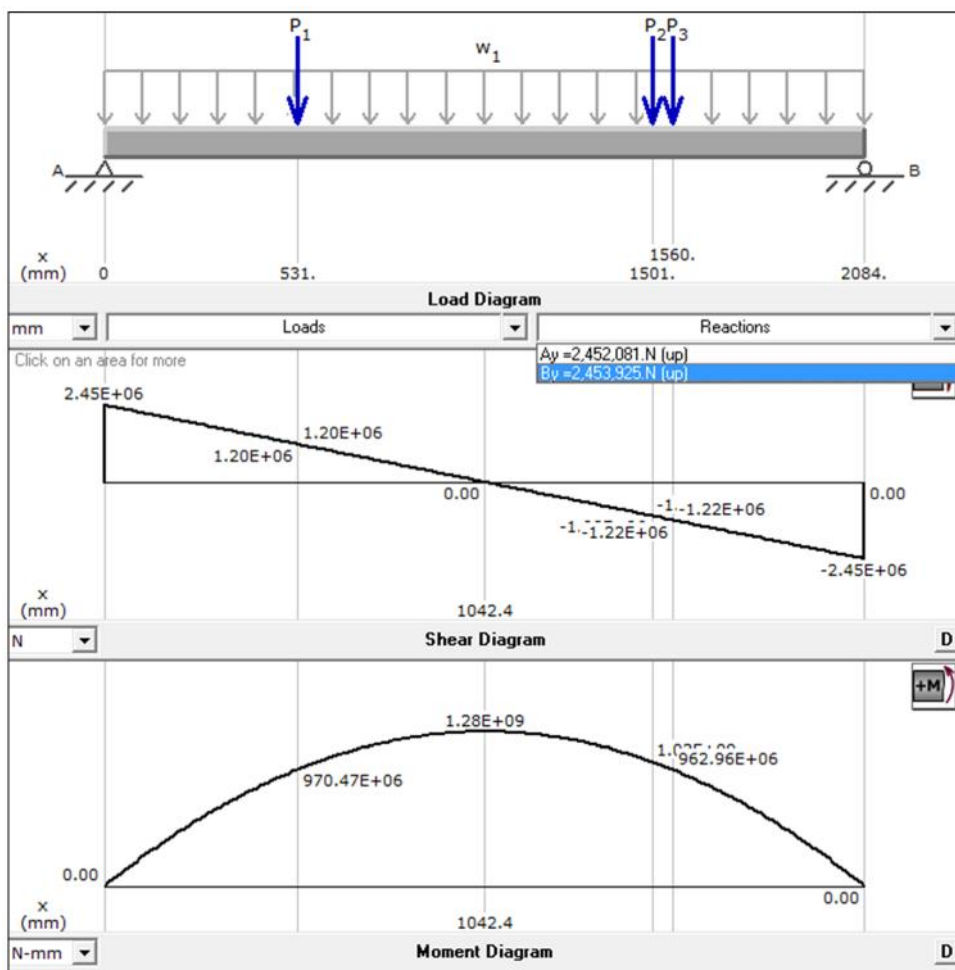 P1 P2 P3
w1
A B
x
(mm) 0 531. 1501. 1560. 2084.
Load Diagram
mm Loads Reactions
Click on an area for more
Ay =2,452,081.N (up)
By =2,453,925.N (up)
2.45E+06
1.20E+06
1.20E+06
0.00
0.00
-1.22E+06
-1.22E+06
-2.45E+06
x
(mm) 1042.4
N Shear Diagram D
+M
1.28E+09
970.47E+06
962.96E+06
0.00
0.00
x
(mm) 1042.4
N-mm Moment Diagram D